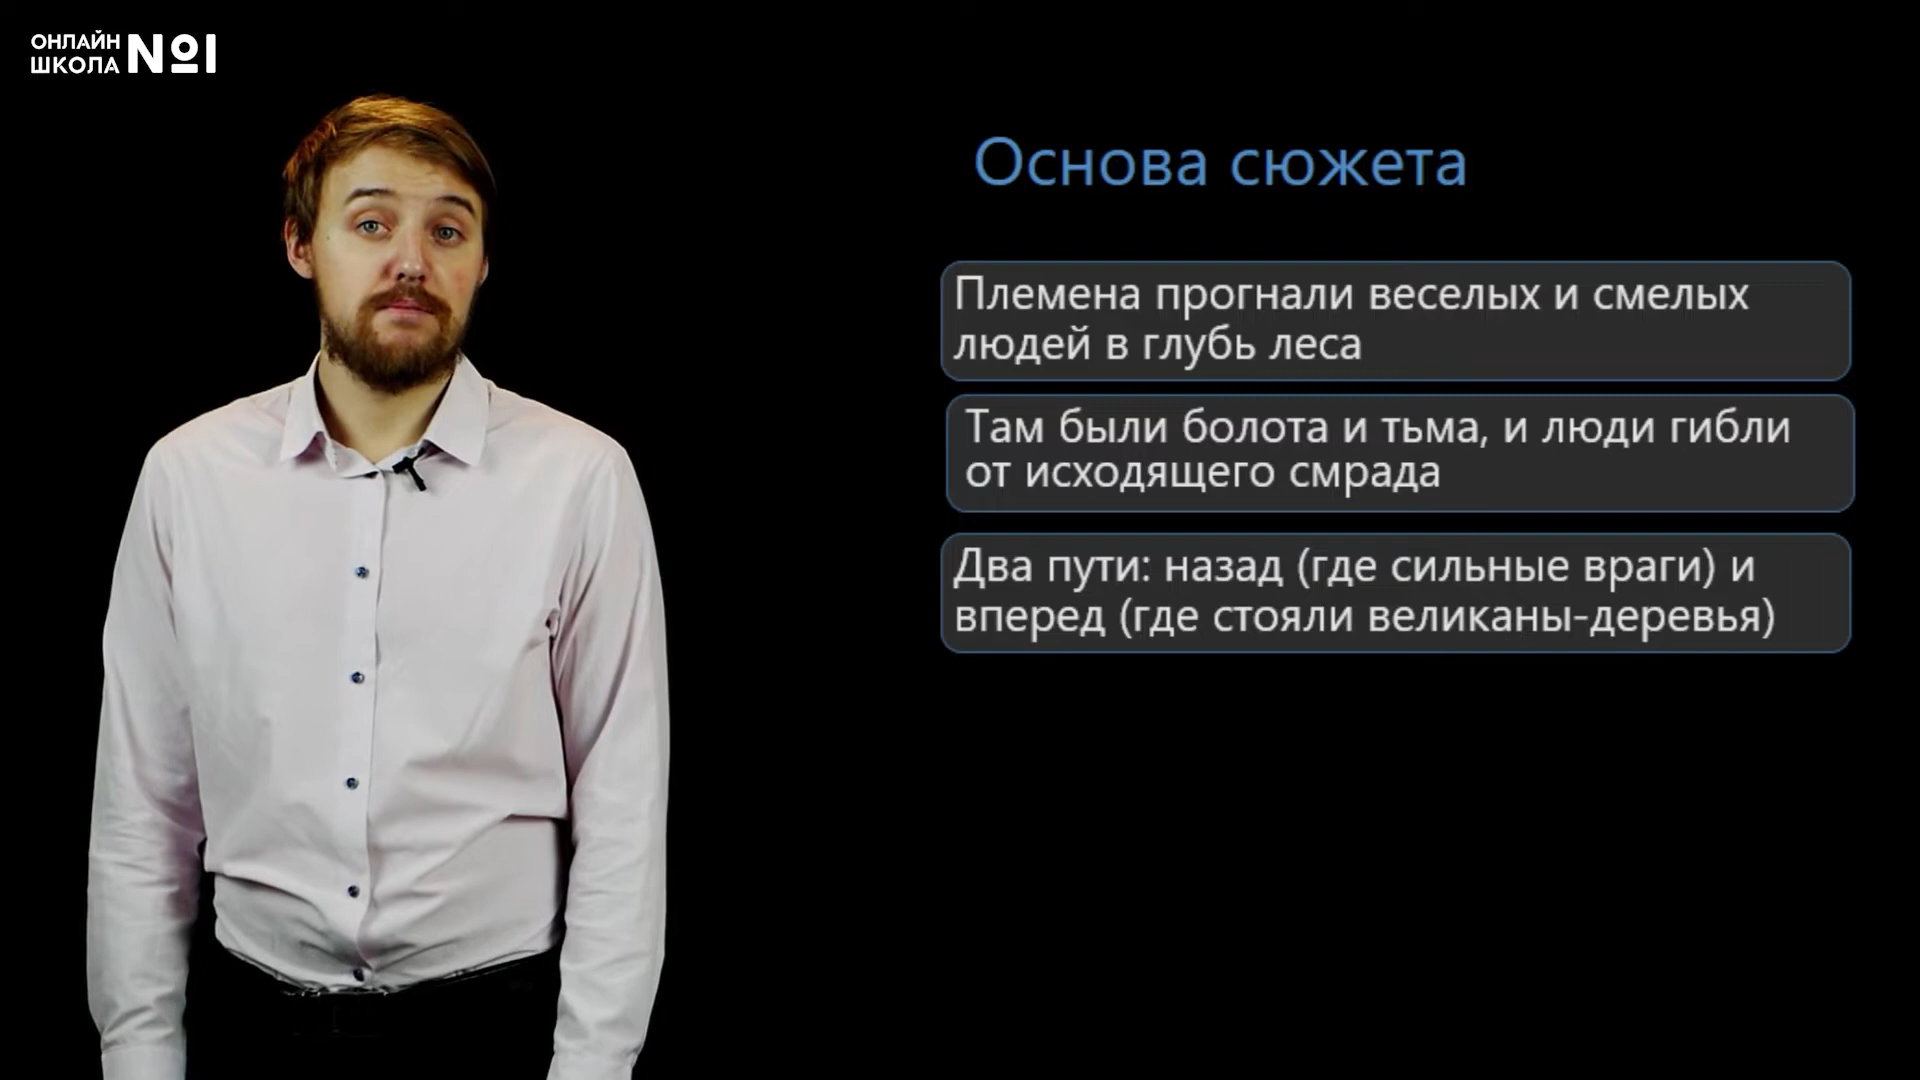 ОНЛАЙН
ШКОЛА №1
Основа сюжета
Племена прогнали веселых и смелых
людей в глубь леса
Там были болота и тьма, и люди гибли
от исходящего смрада
Два пути: назад (где сильные враги) и
вперед (где стояли великаны-деревья)